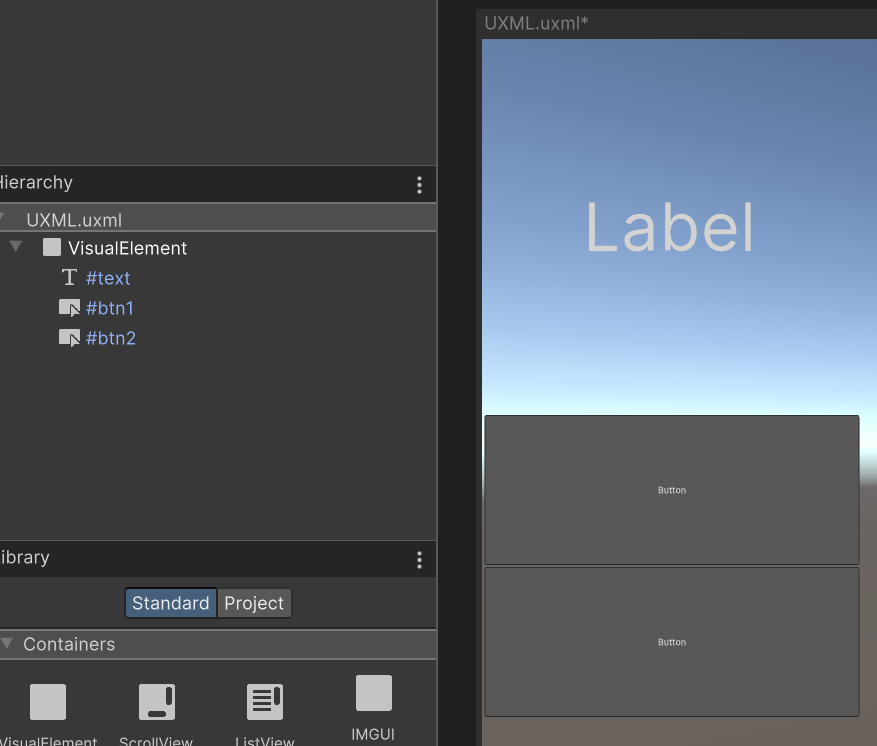 UXML.uxml*
Hierarchy
UXML.uxml
VisualElement
#text
#btn1
#btn2
Label
Button
Button
Library
Standard
Project
Containers
VisualElement
ScrollView
ListView
IMGUI